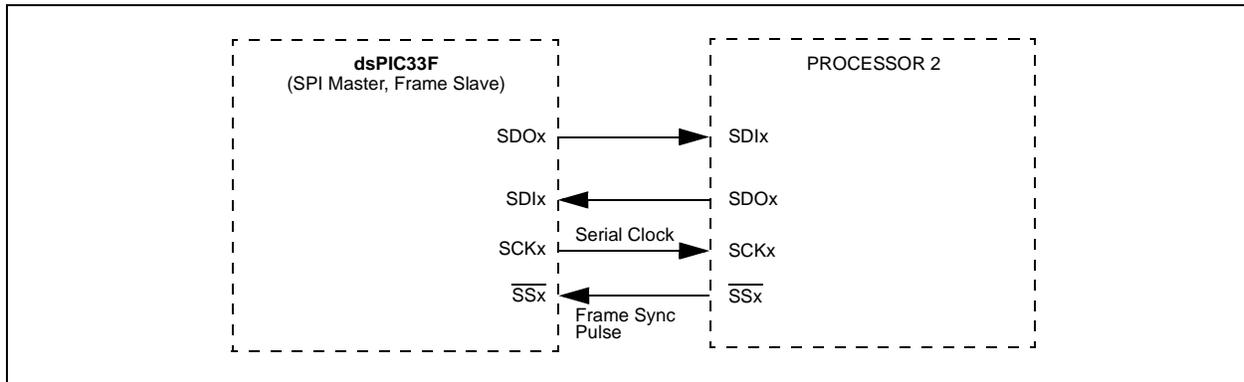 dsPIC33F
(SPI Master, Frame Slave)
PROCESSOR 2
SDOx
SDIx
SDIx
SDOx
SCKx
Serial Clock
SCKx
SSx
Frame Sync
Pulse
SSx